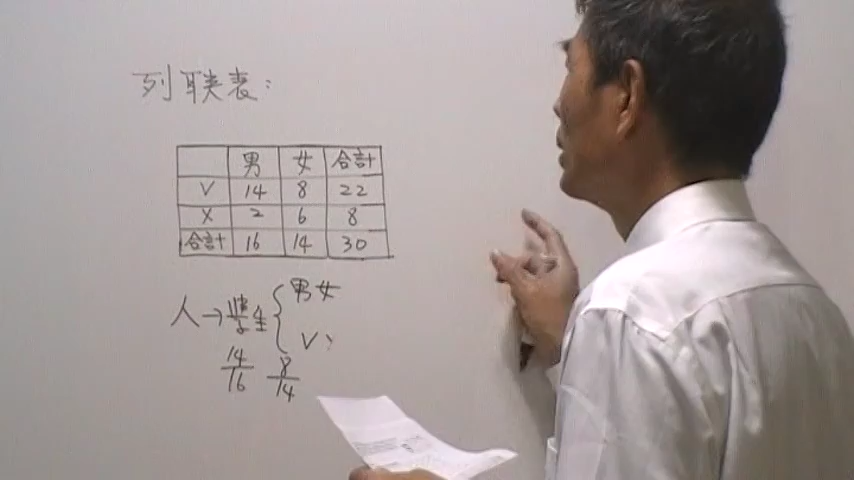 列联表:
男 女 合計
V 14 8 22
X 2 6 8
合計 16 14 30
男女
人→學生{
V
14/16 8/14